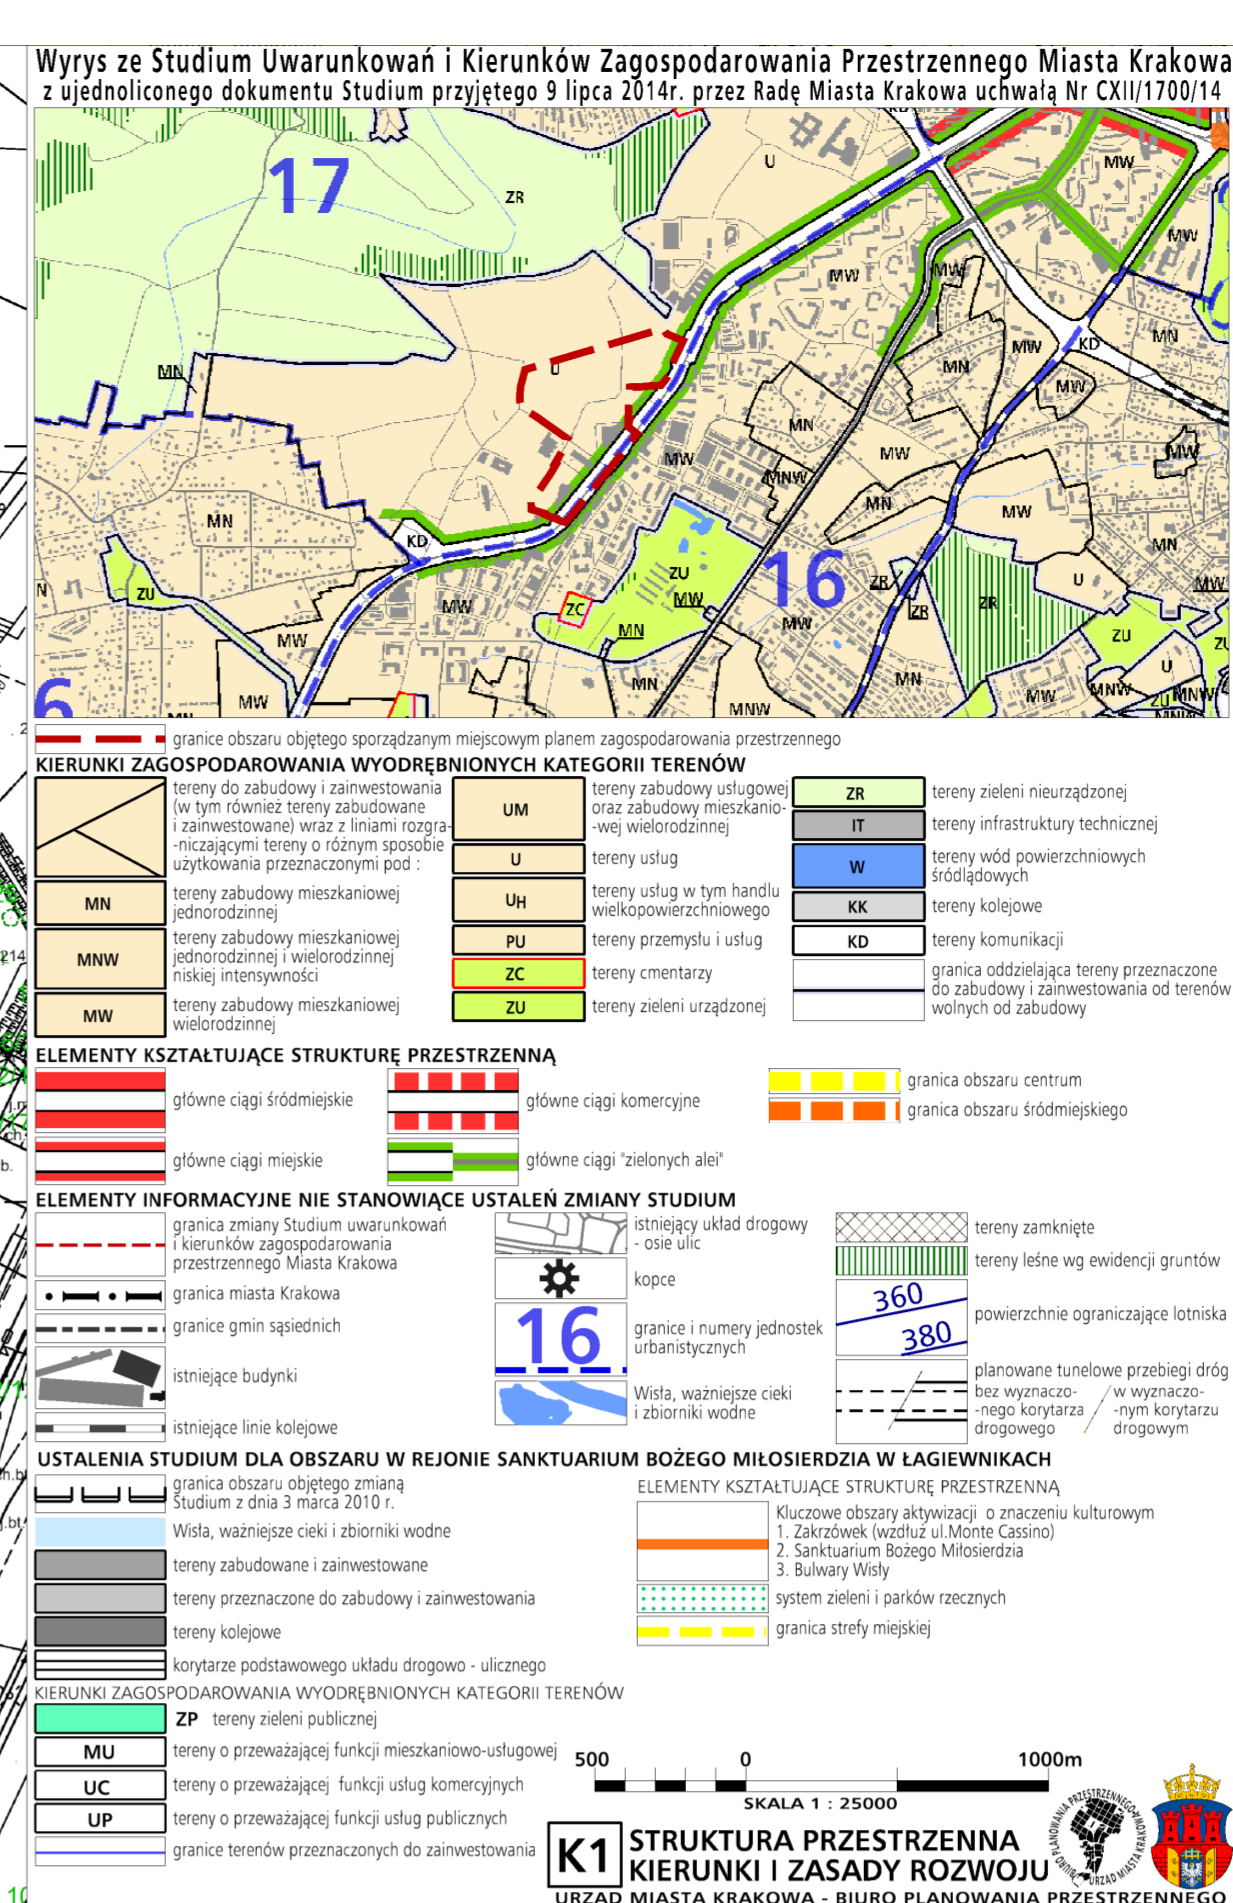 Wyrys ze Studium Uwarunkowań i Kierunków Zagospodarowania Przestrzennego Miasta Krakowa
z ujednoliconego dokumentu Studium przyjętego 9 lipca 2014r. przez Radę Miasta Krakowa uchwałą Nr CXII/1700/14
17
ZR
U
MW
MW
MW
MW
MN
MN
MW
KD
MN
MW
U
MN
MW
MW
MW
MNW
MN
MW
MN
KD
MN
16
ZU
ZR
U
MW
N
ZU
MW
ZC
MW
MN
MW
ZR
ZR
ZU
ZU
MW
MN
MN
MW
MNW
U
MNW
ZU
MW
MNW
6
granice obszaru objętego sporządzanym miejscowym planem zagospodarowania przestrzennego
KIERUNKI ZAGOSPODAROWANIA WYODRĘBNIONYCH KATEGORII TERENÓW
tereny do zabudowy i zainwestowania
(w tym również tereny zabudowane
i zainwestowane) wraz z liniami rozgra-
-niczającymi tereny o różnym sposobie
użytkowania przeznaczonymi pod :
MN tereny zabudowy mieszkaniowej
jednorodzinnej
MNW tereny zabudowy mieszkaniowej
jednorodzinnej i wielorodzinnej
niskiej intensywności
MW tereny zabudowy mieszkaniowej
wielorodzinnej
UM tereny zabudowy usługowej
oraz zabudowy mieszkanio-
-wej wielorodzinnej
U tereny usług
UH tereny usług w tym handlu
wielkopowierzchniowego
PU tereny przemysłu i usług
ZC tereny cmentarzy
ZU tereny zieleni urządzonej
ZR tereny zieleni nieurządzonej
IT tereny infrastruktury technicznej
W tereny wód powierzchniowych
śródlądowych
KK tereny kolejowe
KD tereny komunikacji
granica oddzielająca tereny przeznaczone
do zabudowy i zainwestowania od terenów
wolnych od zabudowy
ELEMENTY KSZTAŁTUJĄCE STRUKTURĘ PRZESTRZENNĄ
główne ciągi śródmiejskie
główne ciągi miejskie
główne ciągi komercyjne
główne ciągi "zielonych alei"
granica obszaru centrum
granica obszaru śródmiejskiego
ELEMENTY INFORMACYJNE NIE STANOWIĄCE USTALEŃ ZMIANY STUDIUM
granica zmiany Studium uwarunkowań
i kierunków zagospodarowania
przestrzennego Miasta Krakowa
granica miasta Krakowa
granice gmin sąsiednich
istniejące budynki
istniejące linie kolejowe
istniejący układ drogowy
- osie ulic
kopce
16 granice i numery jednostek
urbanistycznych
Wisła, ważniejsze cieki
i zbiorniki wodne
tereny zamknięte
tereny leśne wg ewidencji gruntów
360
380
powierzchnie ograniczające lotniska
planowane tunelowe przebiegi dróg
bez wyznaczo- / w wyznaczo-
-nego korytarza -nym korytarzu
drogowego drogowym
USTALENIA STUDIUM DLA OBSZARU W REJONIE SANKTUARIUM BOŻEGO MIŁOSIERDZIA W ŁAGIEWNIKACH
granica obszaru objętego zmianą
Studium z dnia 3 marca 2010 r.
Wisła, ważniejsze cieki i zbiorniki wodne
tereny zabudowane i zainwestowane
tereny przeznaczone do zabudowy i zainwestowania
tereny kolejowe
korytarze podstawowego układu drogowo - ulicznego
ELEMENTY KSZTAŁTUJĄCE STRUKTURĘ PRZESTRZENNĄ
Kluczowe obszary aktywizacji o znaczeniu kulturowym
1. Zakrzówek (wzdłuż ul.Monte Cassino)
2. Sanktuarium Bożego Miłosierdzia
3. Bulwary Wisły
system zieleni i parków rzecznych
granica strefy miejskiej
KIERUNKI ZAGOSPODAROWANIA WYODRĘBNIONYCH KATEGORII TERENÓW
ZP tereny zieleni publicznej
MU tereny o przeważającej funkcji mieszkaniowo-usługowej
UC tereny o przeważającej funkcji usług komercyjnych
UP tereny o przeważającej funkcji usług publicznych
granice terenów przeznaczonych do zainwestowania
500 0 1000m
SKALA 1 : 25000
K1
STRUKTURA PRZESTRZENNA
KIERUNKI I ZASADY ROZWOJU
BIURO PLANOWANIA PRZESTRZENNEGO URZĄD MIASTA KRAKOWA
URZĄD MIASTA KRAKOWA - BIURO PLANOWANIA PRZESTRZENNEGO